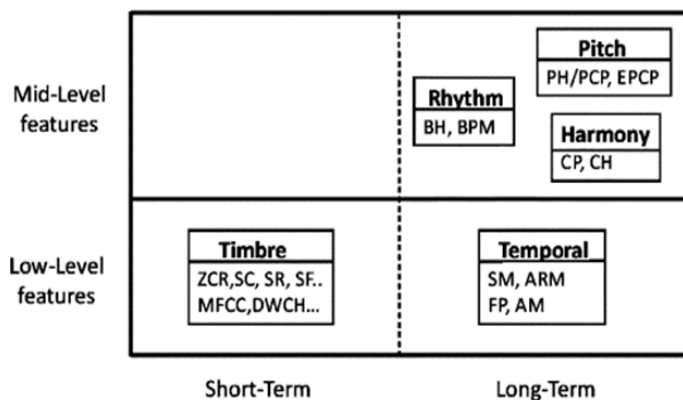 Mid-Level
features
Pitch
PH/PCP, EPCP
Rhythm
BH, BPM
Harmony
CP, CH
Low-Level
features
Timbre
ZCR,SC, SR, SF..
MFCC,DWCH...
Temporal
SM, ARM
FP, AM
Short-Term
Long-Term